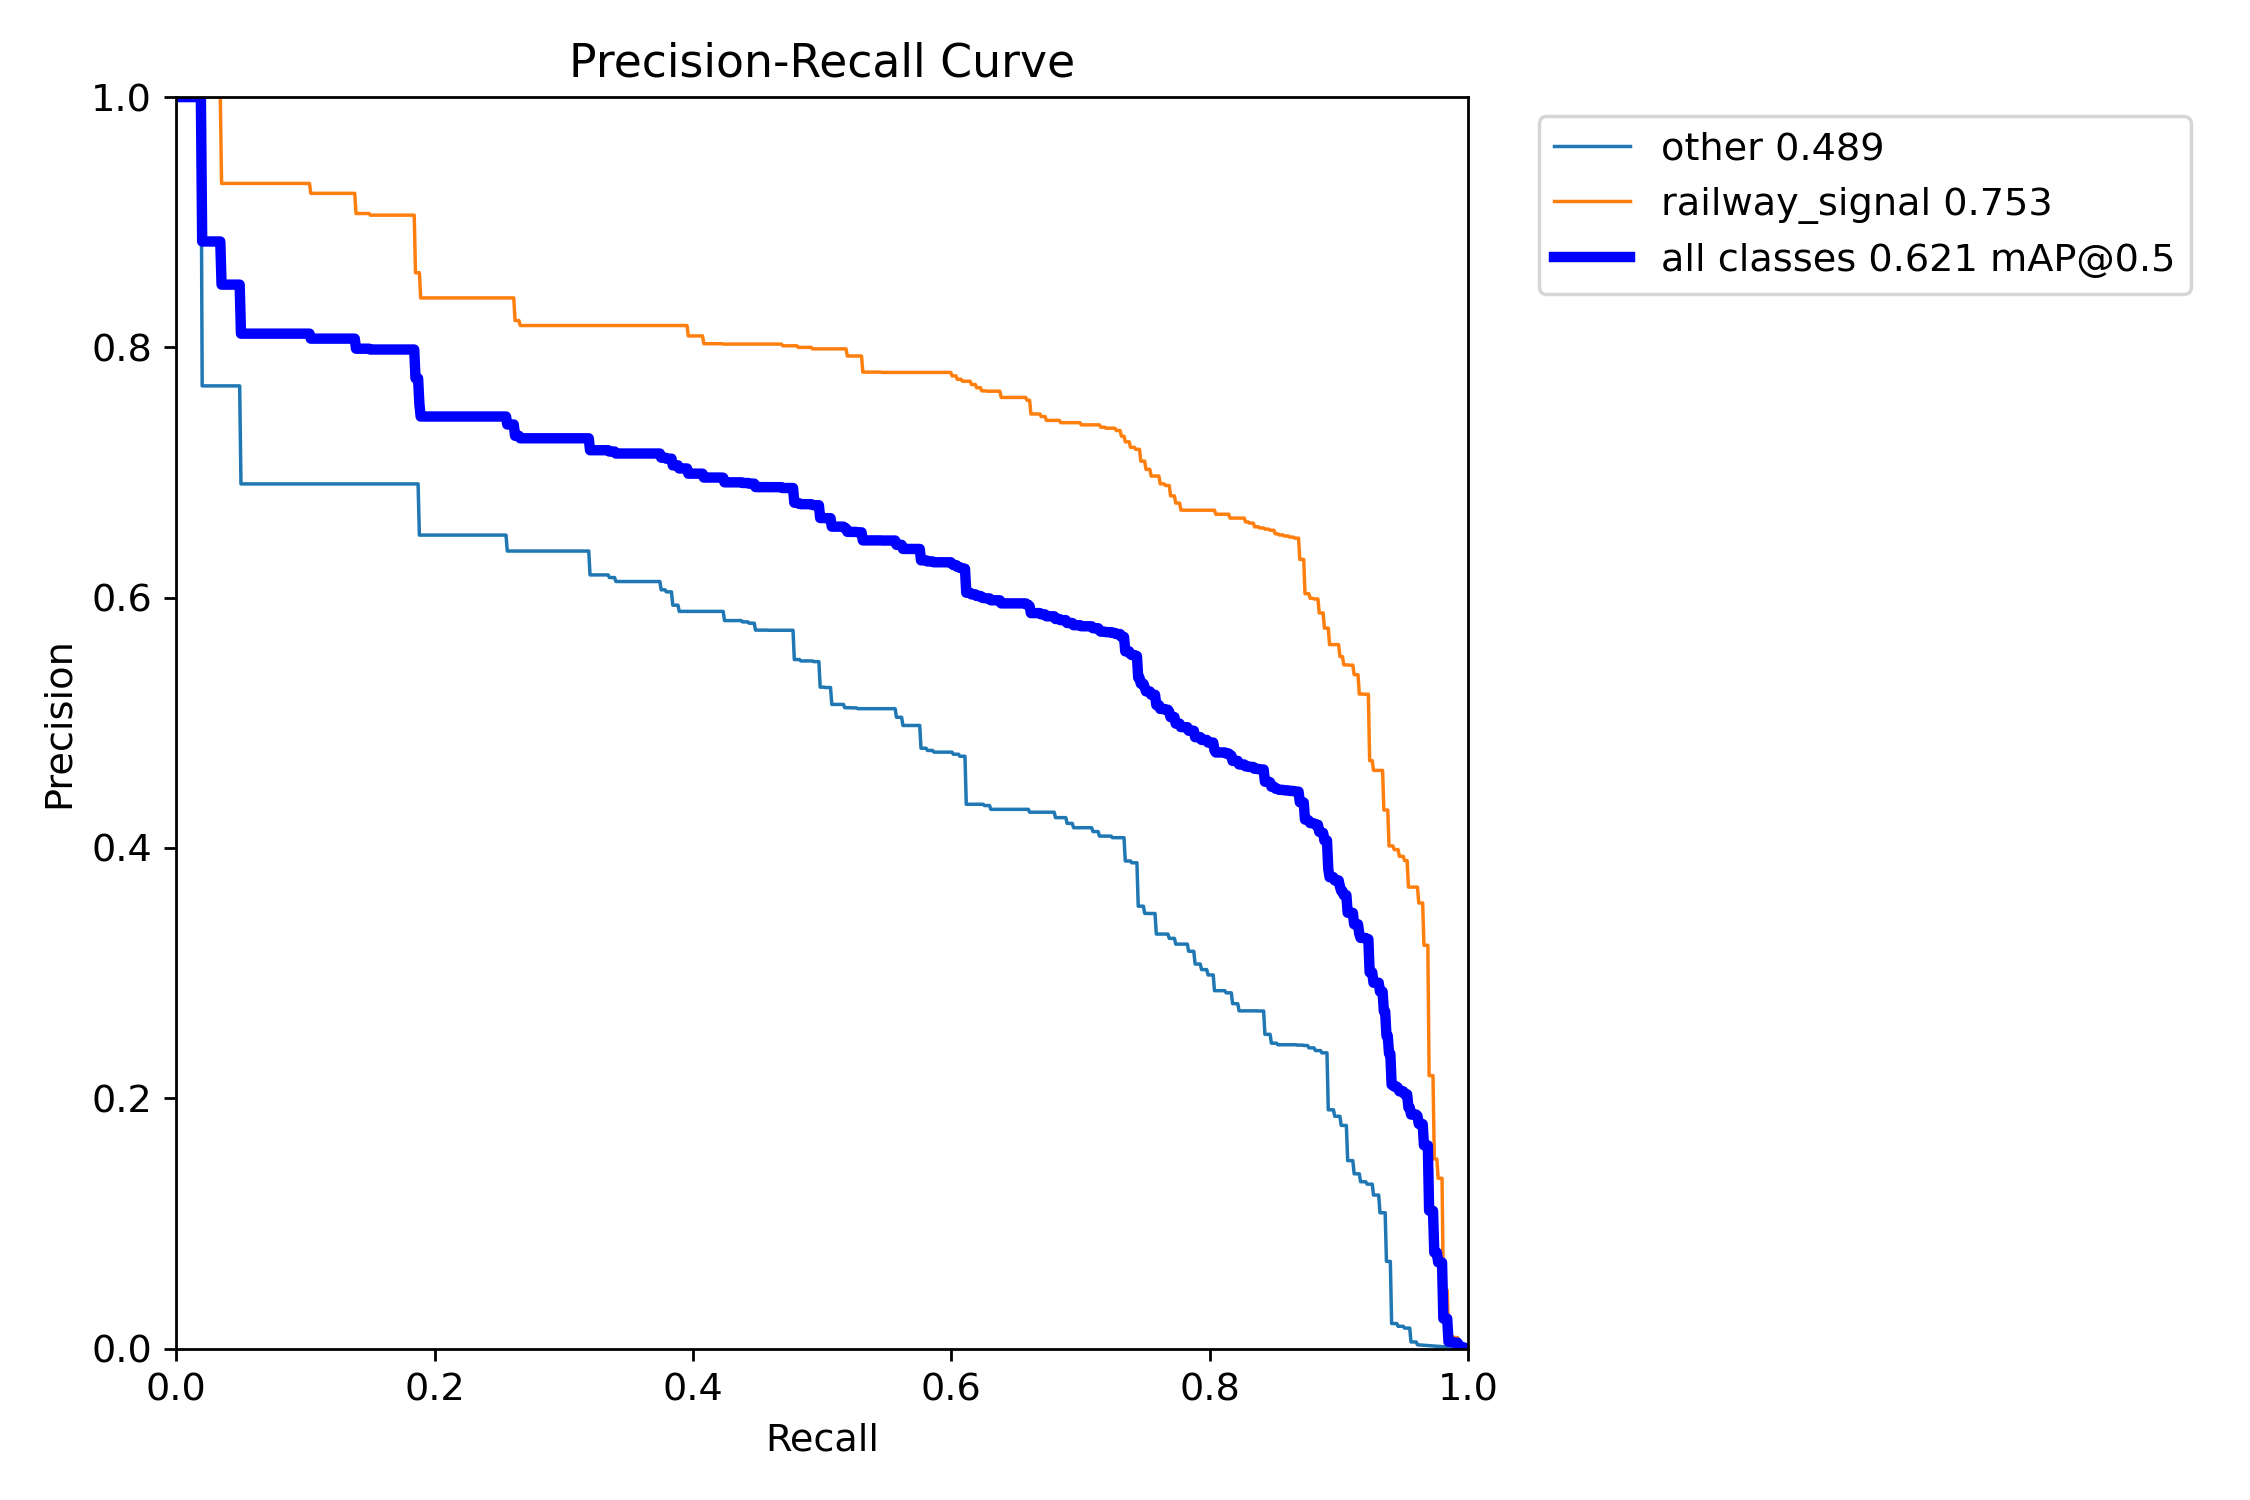 Precision-Recall Curve
1.0
0.8
0.6
0.4
0.2
0.0
Precision
0.0 0.2 0.4 0.6 0.8 1.0
Recall
other 0.489
railway_signal 0.753
all classes 0.621 mAP@0.5